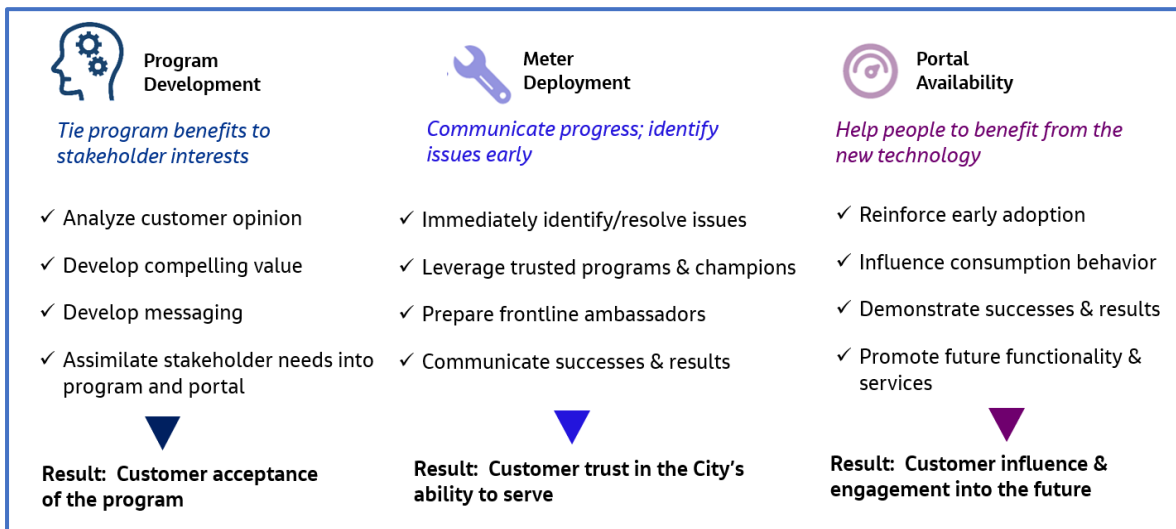 Program
Development
Tie program benefits to
stakeholder interests
✓ Analyze customer opinion
✓ Develop compelling value
✓ Develop messaging
✓ Assimilate stakeholder needs into
program and portal
Result:  Customer acceptance
of the program
Meter
Deployment
Communicate progress; identify
issues early
✓ Immediately identify/resolve issues
✓ Leverage trusted programs & champions
✓ Prepare frontline ambassadors
✓ Communicate successes & results
Result:  Customer trust in the City’s
ability to serve
Portal
Availability
Help people to benefit from the
new technology
✓ Reinforce early adoption
✓ Influence consumption behavior
✓ Demonstrate successes & results
✓ Promote future functionality &
services
Result:  Customer influence &
engagement into the future